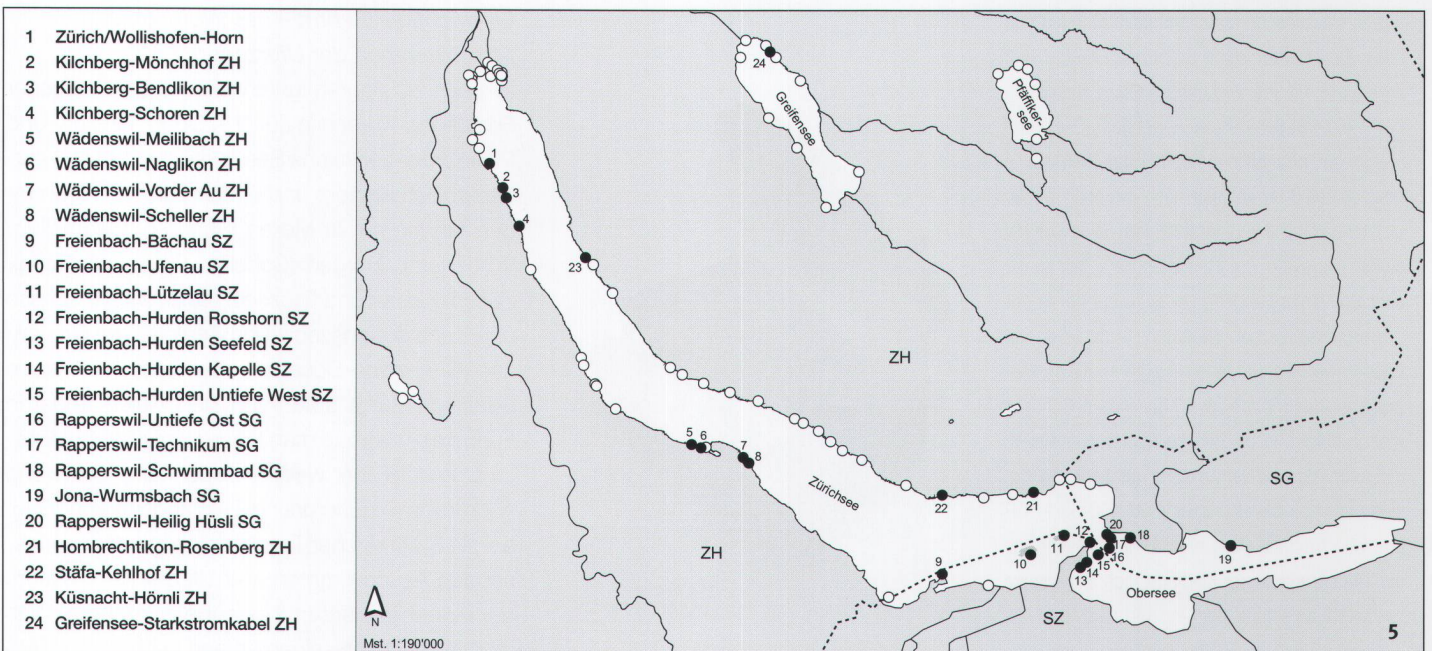 1 Zürich/Wollishofen-Horn
2 Kilchberg-Mönchhof ZH
3 Kilchberg-Bendlikon ZH
4 Kilchberg-Schoren ZH
5 Wädenswil-Meilibach ZH
6 Wädenswil-Naglikon ZH
7 Wädenswil-Vorder Au ZH
8 Wädenswil-Scheller ZH
9 Freienbach-Bächau SZ
10 Freienbach-Ufenau SZ
11 Freienbach-Lützelau SZ
12 Freienbach-Hurden Rosshorn SZ
13 Freienbach-Hurden Seefeld SZ
14 Freienbach-Hurden Kapelle SZ
15 Freienbach-Hurden Untiefe West SZ
16 Rapperswil-Untiefe Ost SG
17 Rapperswil-Technikum SG
18 Rapperswil-Schwimmbad SG
19 Jona-Wurmsbach SG
20 Rapperswil-Heilig Hüsli SG
21 Hombrechtikon-Rosenberg ZH
22 Stäfa-Kehlhof ZH
23 Küsnacht-Hörnli ZH
24 Greifensee-Starkstromkabel ZH
24
Greifensee
Pfäffiker-
see
1
2
3
4
23
ZH
5
6
7
8
Zürichsee
22
21
SG
ZH
12
20
11
17
18
10
16
19
9
15
14
13
Obersee
SZ
N
Mst. 1:190'000
5